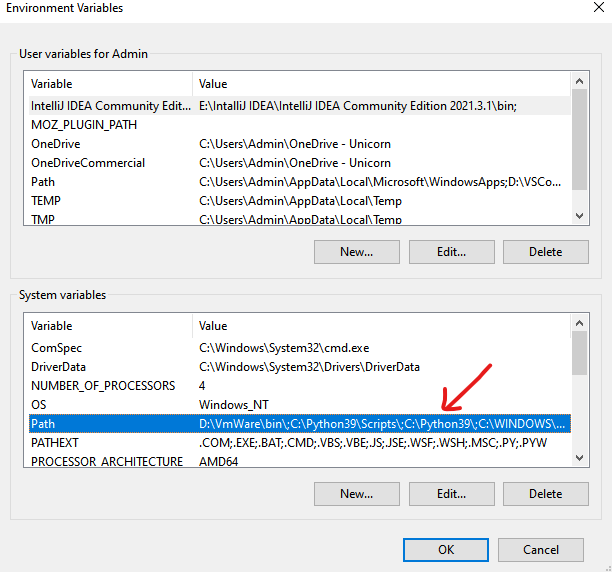 Environment Variables
User variables for Admin
Variable Value
IntelliJ IDEA Community Edit... E:\IntalliJ IDEA\IntelliJ IDEA Community Edition 2021.3.1\bin;
MOZ_PLUGIN_PATH
OneDrive C:\Users\Admin\OneDrive - Unicorn
OneDriveCommercial C:\Users\Admin\OneDrive - Unicorn
Path C:\Users\Admin\AppData\Local\Microsoft\WindowsApps;D:\VSCo...
TEMP C:\Users\Admin\AppData\Local\Temp
TMP C:\Users\Admin\AppData\Local\Temp
New... Edit... Delete
System variables
Variable Value
ComSpec C:\Windows\System32\cmd.exe
DriverData C:\Windows\System32\Drivers\DriverData
NUMBER_OF_PROCESSORS 4
OS Windows_NT
Path D:\VmWare\bin\;C:\Python39\Scripts\;C:\Python39\;C:\WINDOWS\...
PATHEXT .COM;.EXE;.BAT;.CMD;.VBS;.VBE;.JS;.JSE;.WSF;.WSH;.MSC;.PY;.PYW
PROCESSOR_ARCHITECTURE AMD64
New... Edit... Delete
OK Cancel